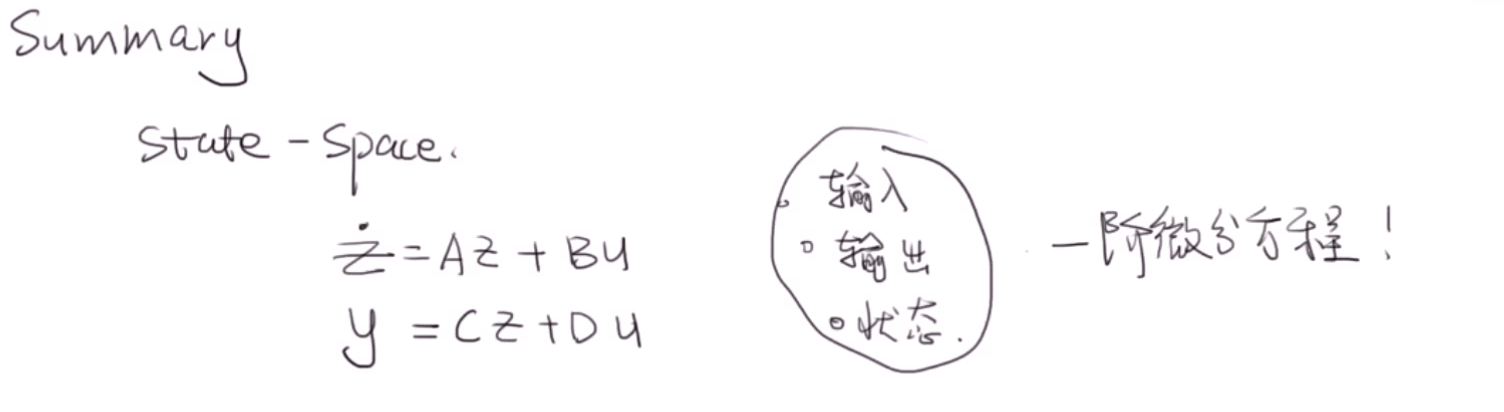 Summary
State-Space.
ż=Az+Bu
y=Cz+Du
输入
输出
状态.
一阶微分方程!